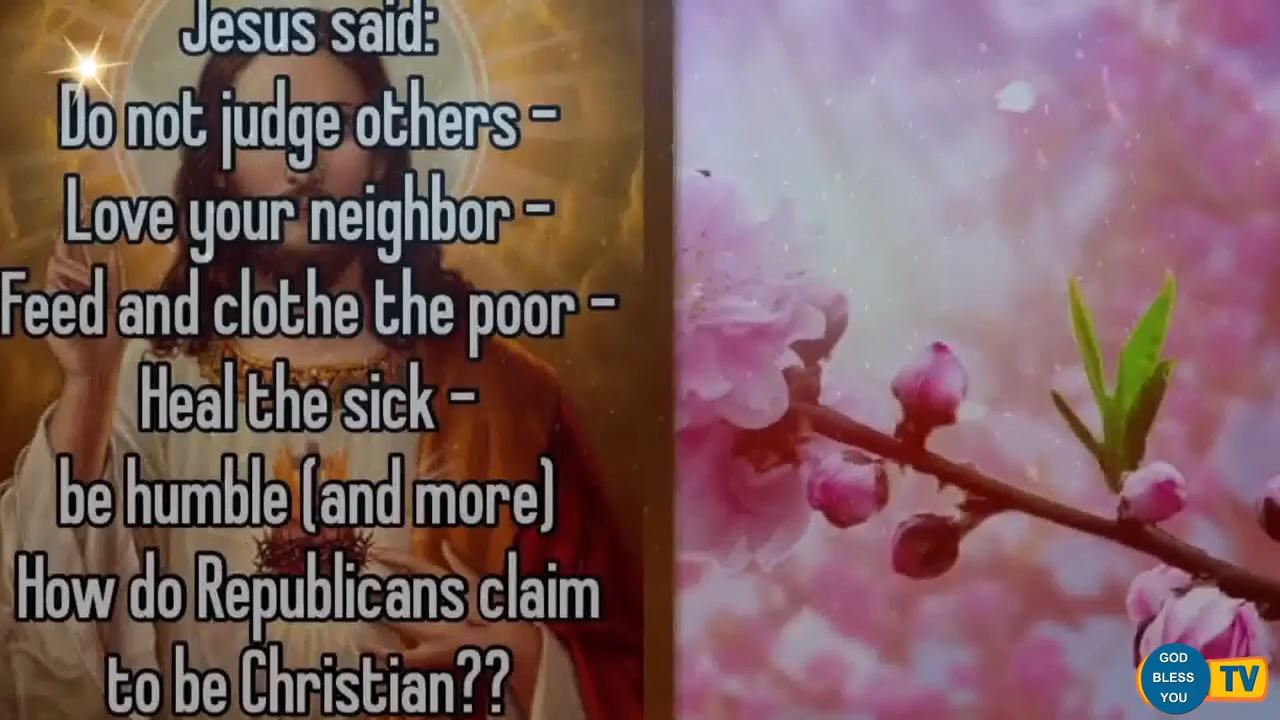 Jesus said:
Do not judge others -
Love your neighbor -
Feed and clothe the poor -
Heal the sick -
be humble (and more)
How do Republicans claim
to be Christian??
GOD
BLESS
YOU
TV